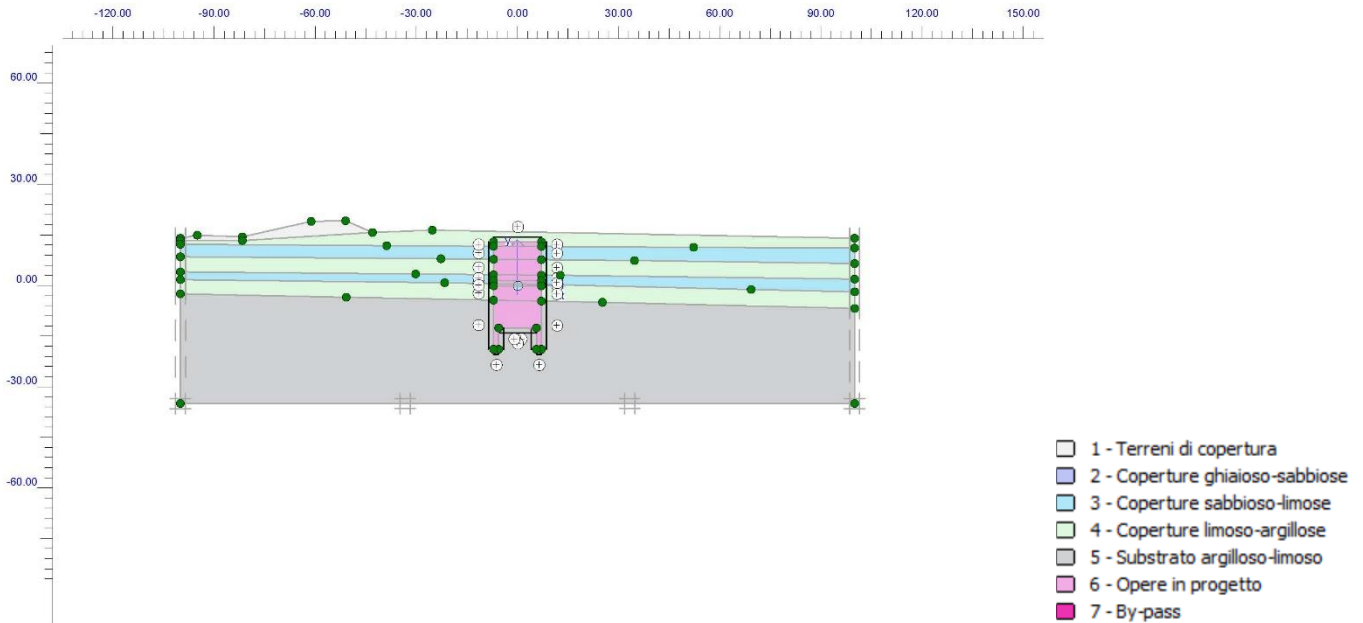 -120.00 -90.00 -60.00 -30.00 0.00 30.00 60.00 90.00 120.00 150.00
60.00
30.00
y
0.00
-30.00
-60.00
1 - Terreni di copertura
2 - Coperture ghiaioso-sabbiose
3 - Coperture sabbioso-limose
4 - Coperture limoso-argillose
5 - Substrato argilloso-limoso
6 - Opere in progetto
7 - By-pass